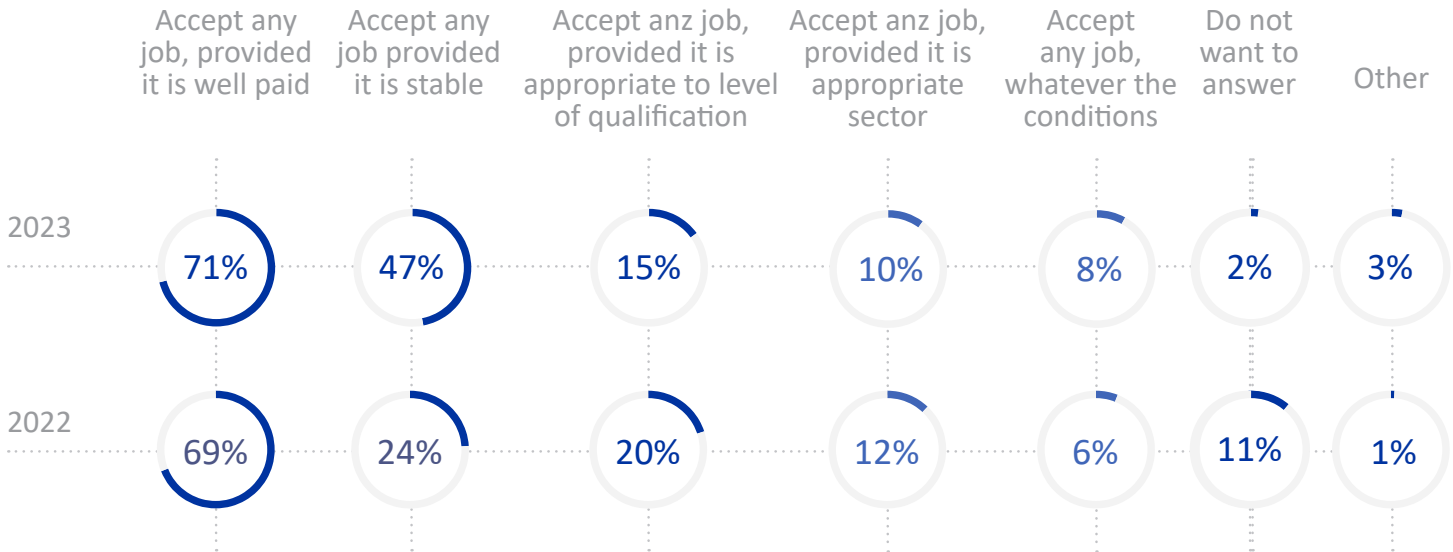 Accept any
job, provided
it is well paid
Accept any
job provided
it is stable
Accept anz job,
provided it is
appropriate to level
of qualification
Accept anz job,
provided it is
appropriate
sector
Accept
any job,
whatever the
conditions
Do not
want to
answer
Other
2023
71%
47%
15%
10%
8%
2%
3%
2022
69%
24%
20%
12%
6%
11%
1%